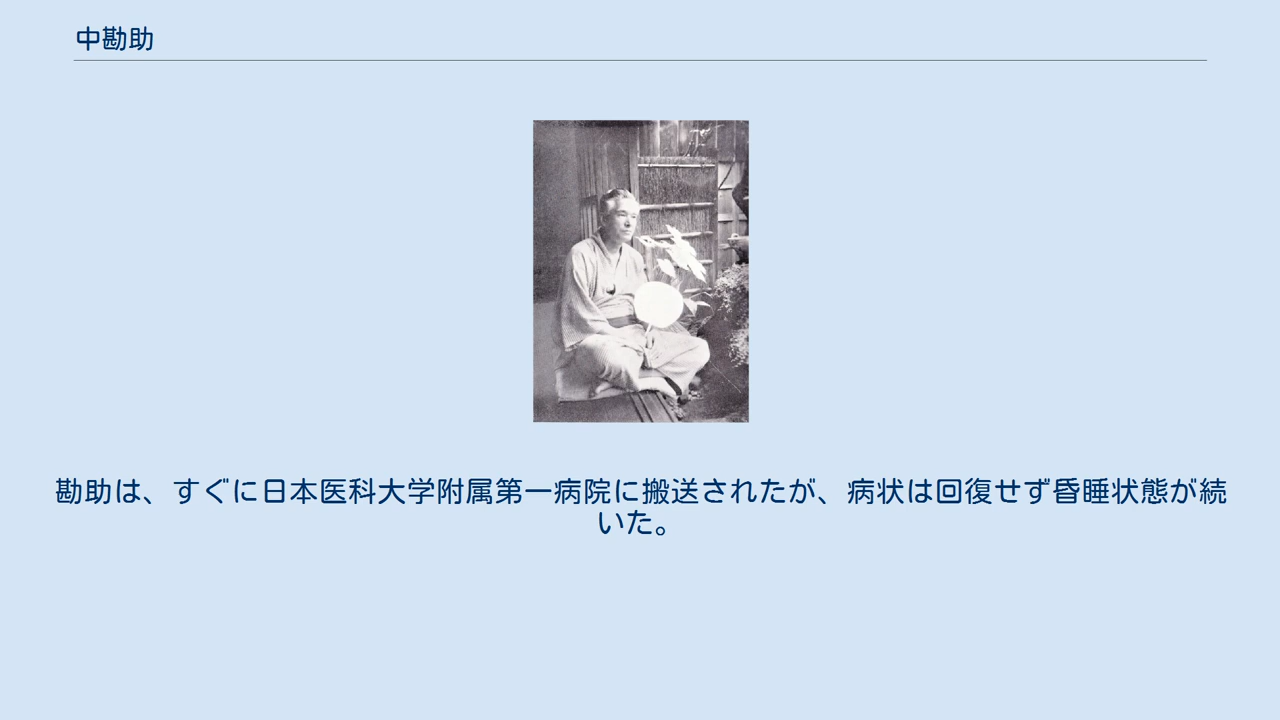 中勘助
勘助は、すぐに日本医科大学附属第一病院に搬送されたが、病状は回復せず昏睡状態が続
いた。